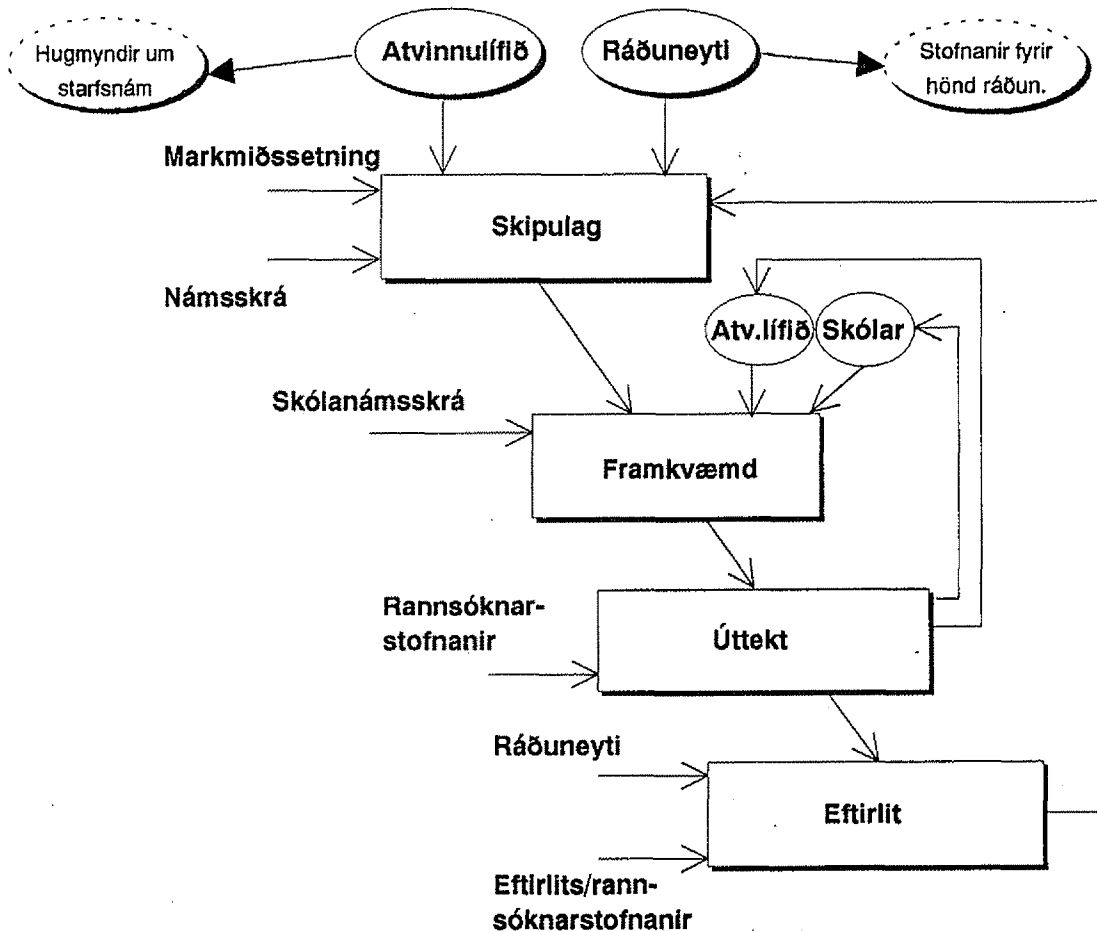 Hugmyndir um
starfsnám
Atvinnulífið
Ráðuneyti
Stofnanir fyrir
hönd ráðun.
Markmiðssetning
Skipulag
Námsskrá
Atv.lífið
Skólar
Skólanámsskrá
Framkvæmd
Rannsóknar-
stofnanir
Úttekt
Ráðuneyti
Eftirlit
Eftirlits/rann-
sóknarstofnanir